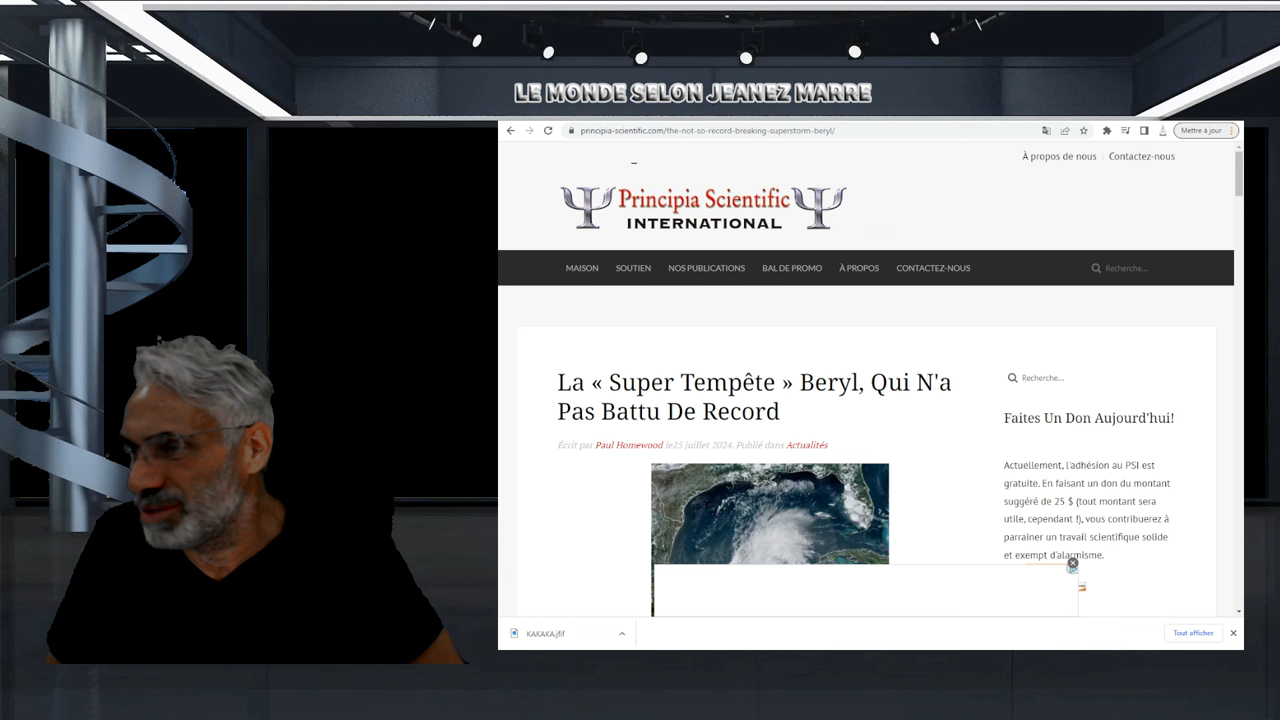 LE MONDE SELON JEANEZ MARRE
principia-scientific.com/the-not-so-record-breaking-superstorm-beryl/
Mettre à jour
À propos de nous
Contactez-nous
Principia Scientific
INTERNATIONAL
MAISON SOUTIEN NOS PUBLICATIONS BAL DE PROMO À PROPOS CONTACTEZ-NOUS
Recherche...
La « Super Tempête » Beryl, Qui N'a
Pas Battu De Record
Écrit par Paul Homewood le25 juillet 2024. Publié dans Actualités
Recherche...
Faites Un Don Aujourd'hui!
Actuellement, l'adhésion au PSI est
gratuite. En faisant un don du montant
suggéré de 25 $ (tout montant sera
utile, cependant !), vous contribuerez à
parrainer un travail scientifique solide
et exempt d'alarmisme.
KAKAKA.jfif
Tout afficher